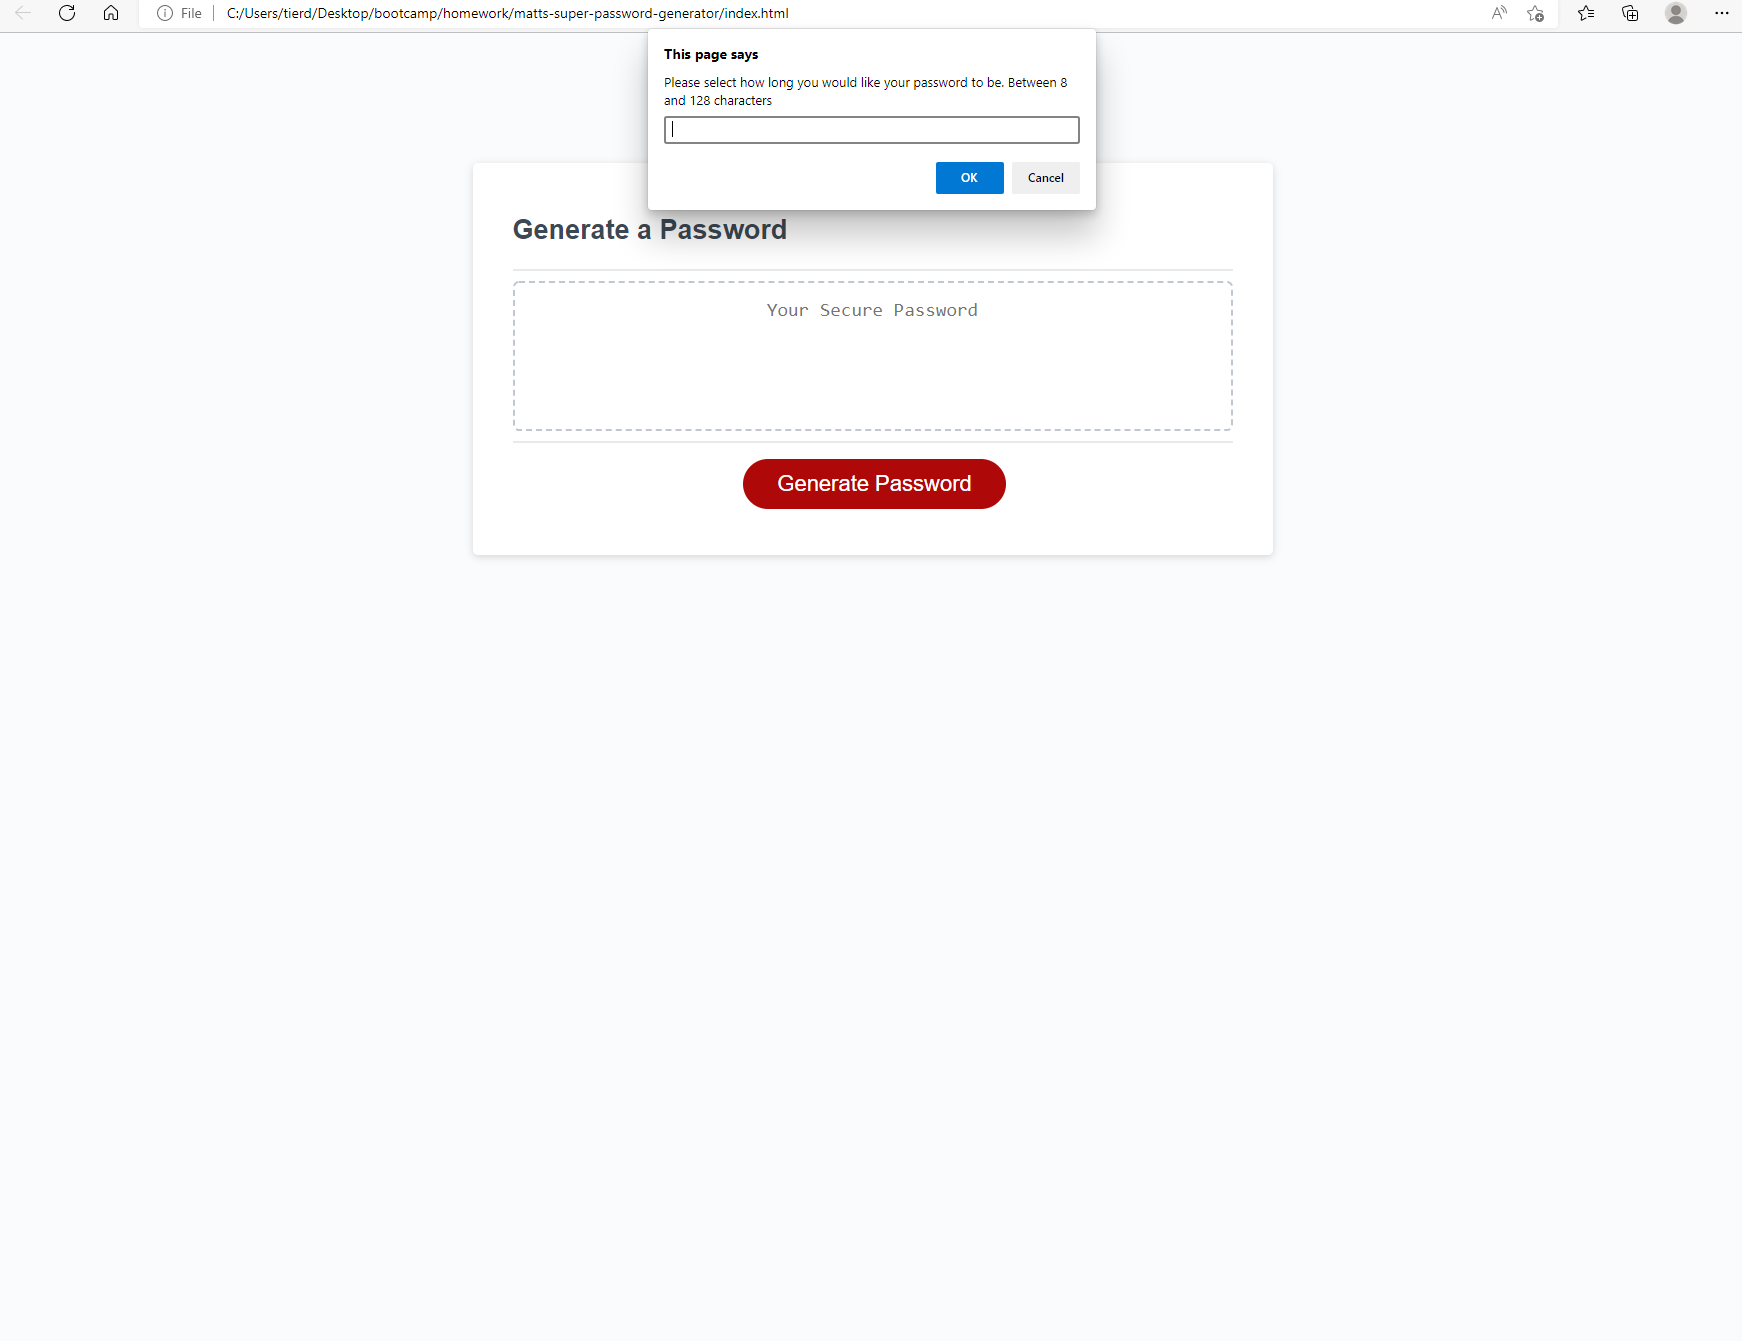 File
C:/Users/tierd/Desktop/bootcamp/homework/matts-super-password-generator/index.html
This page says
Please select how long you would like your password to be. Between 8
and 128 characters
OK
Cancel
Generate a Password
Your Secure Password
Generate Password